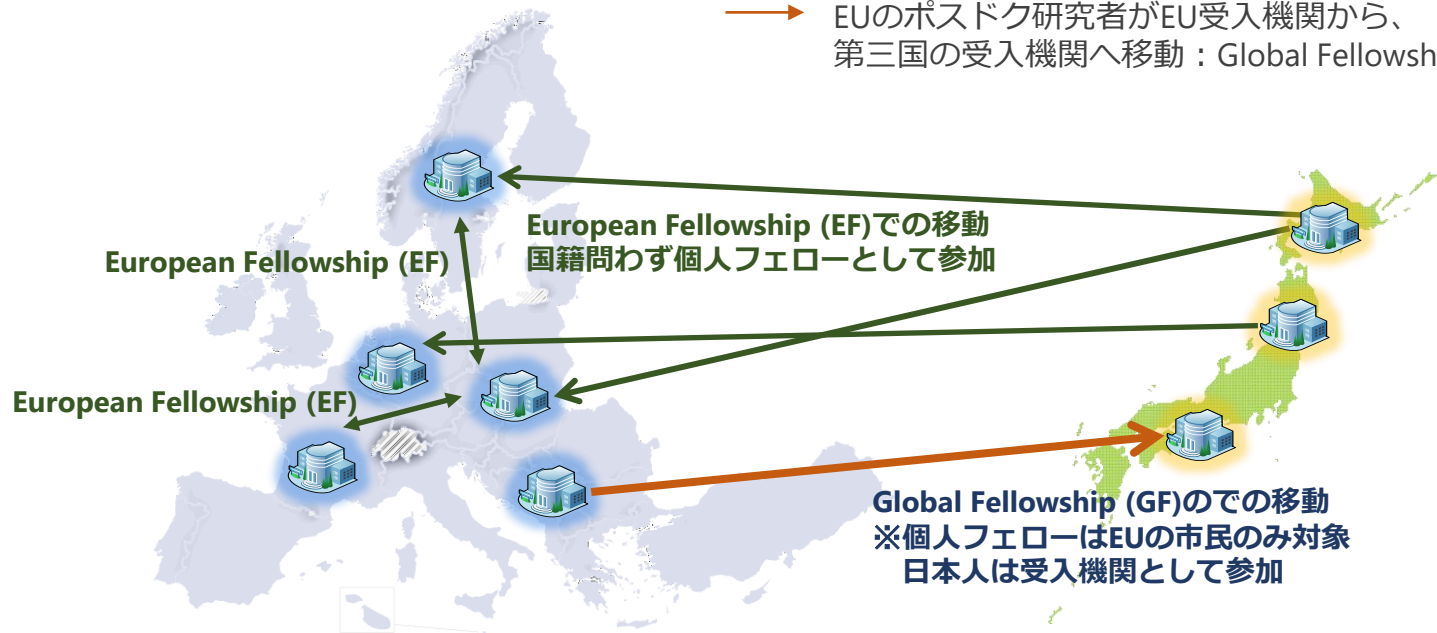 EUのポスドク研究者がEU受入機関から、
第三国の受入機関へ移動：Global Fellowsh
European Fellowship (EF)での移動
国籍問わず個人フェローとして参加
European Fellowship (EF)
European Fellowship (EF)
Global Fellowship (GF)のでの移動
※個人フェローはEUの市民のみ対象
日本人は受入機関として参加